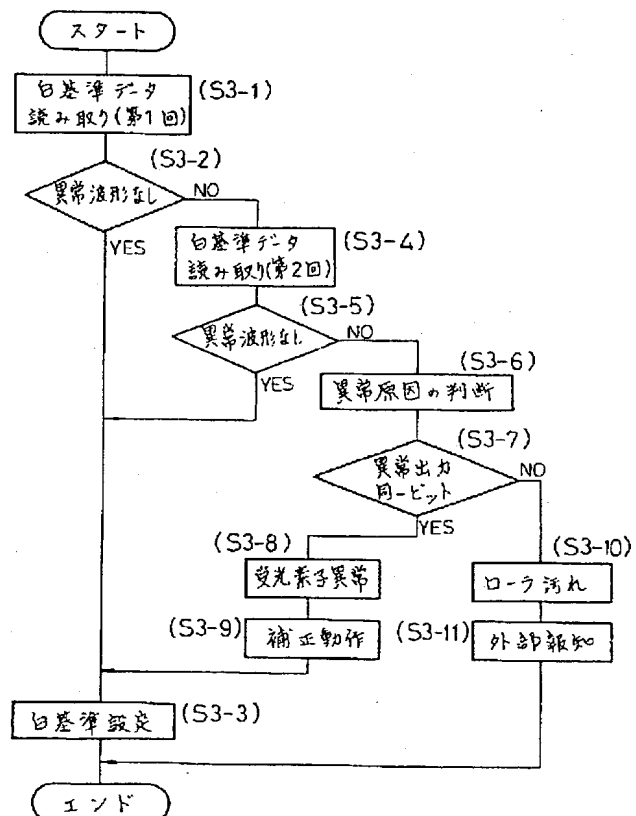 スタート
白基準データ
読み取り(第1回)
(S3-1)
(S3-2)
異常波形なし
NO
YES
白基準データ
読み取り(第2回)
(S3-4)
(S3-5)
異常波形なし
NO
YES
(S3-6)
異常原因の判断
(S3-7)
異常出力
同一ビット
NO
YES
(S3-8)
受光素子異常
(S3-10)
ローラ汚れ
(S3-9)
補正動作
(S3-11)
外部報知
白基準設定
(S3-3)
エンド